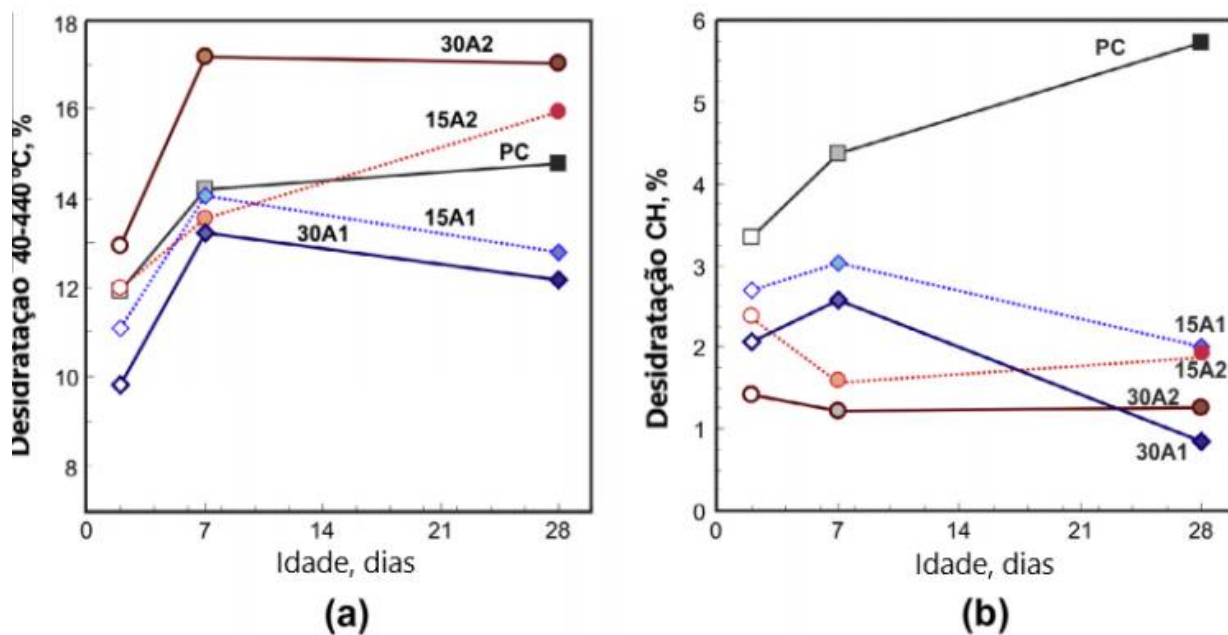 Desidratação 40-440 ºC, %
18
16
14
12
10
8
0 7 14 21 28
30A2
15A2
PC
15A1
30A1
Idade, dias
(a)
Desidratação CH, %
6
5
4
3
2
1
0
0 7 14 21 28
PC
15A1
15A2
30A2
30A1
Idade, dias
(b)